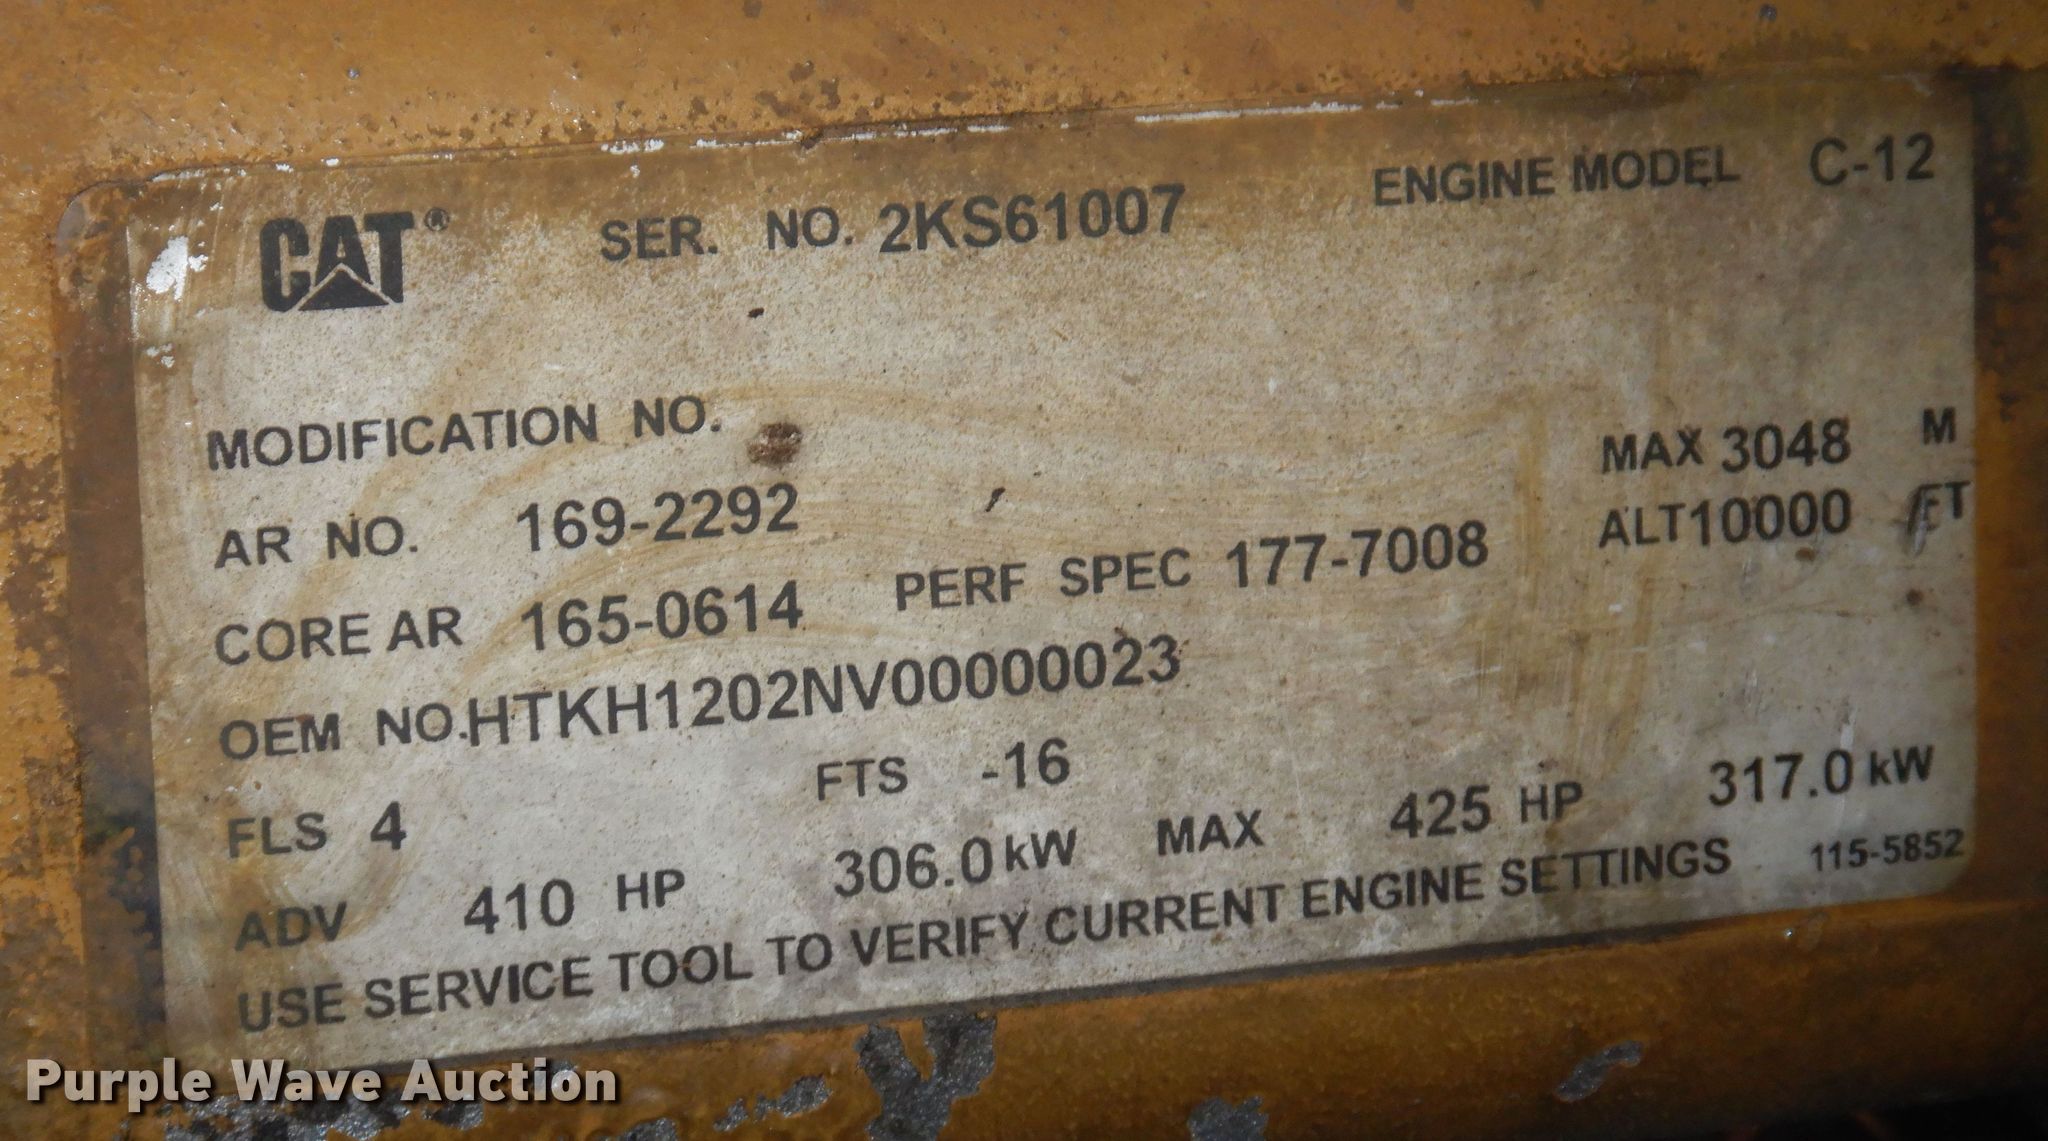 CAT® SER. NO. 2KS61007 ENGINE MODEL C-12
MODIFICATION NO. MAX 3048 M
AR NO. 169-2292 ALT 10000 /FT
CORE AR 165-0614 PERF SPEC 177-7008
OEM NO. HTKH1202NV00000023
FLS 4 FTS -16
ADV 410 HP 306.0 kW MAX 425 HP 317.0 kW
USE SERVICE TOOL TO VERIFY CURRENT ENGINE SETTINGS 115-5852
Purple Wave Auction